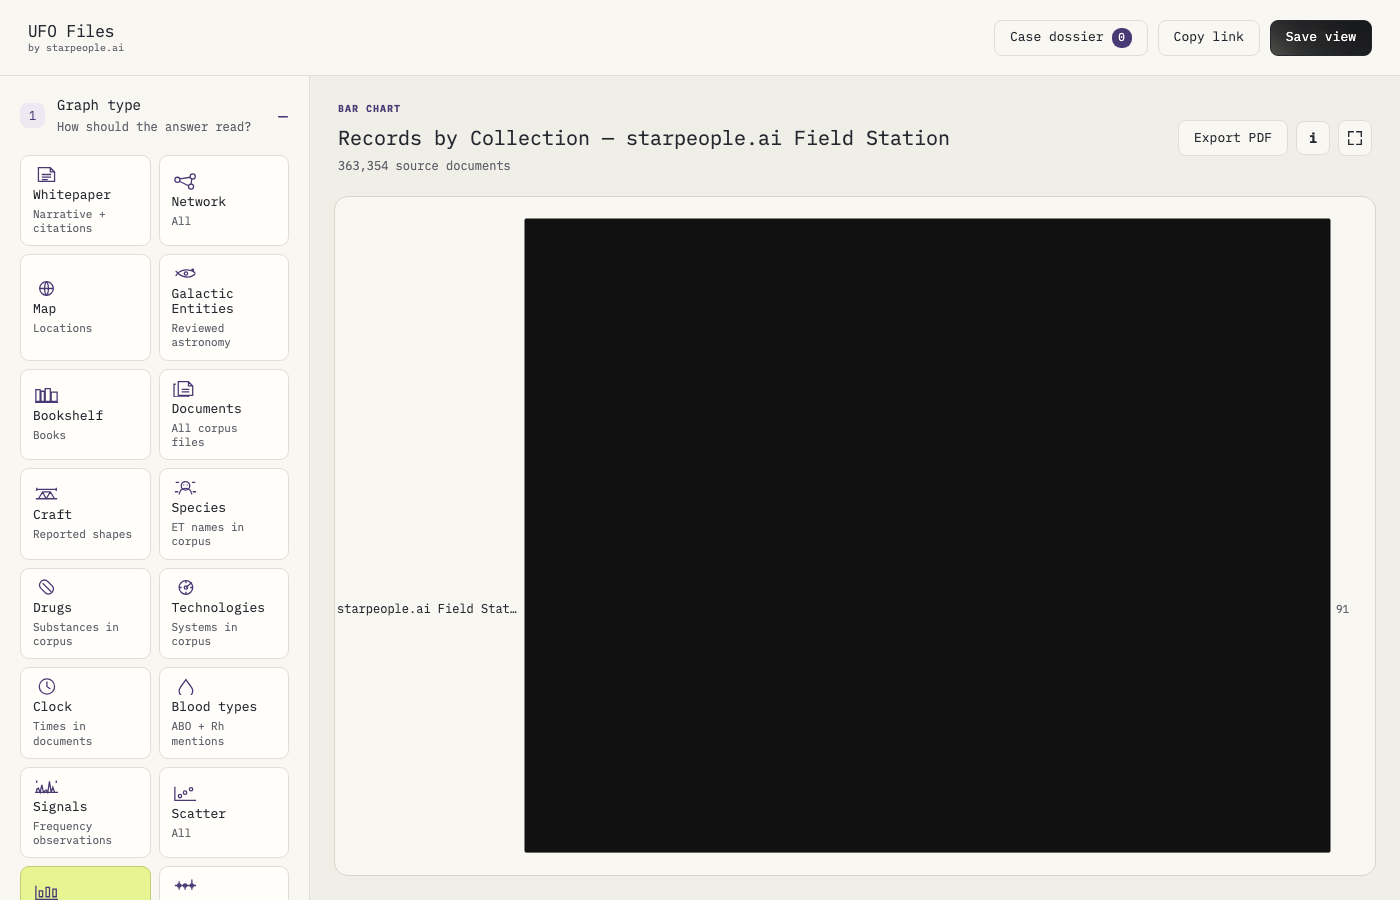 UFO Files
by starpeople.ai
Case dossier 0
Copy link
Save view
1
Graph type
How should the answer read?
Whitepaper
Narrative +
citations
Network
All
Map
Locations
Galactic
Entities
Reviewed
astronomy
Bookshelf
Books
Documents
All corpus
files
Craft
Reported shapes
Species
ET names in
corpus
Drugs
Substances in
corpus
Technologies
Systems in
corpus
Clock
Times in
documents
Blood types
ABO + Rh
mentions
Signals
Frequency
observations
Scatter
All
BAR CHART
Records by Collection — starpeople.ai Field Station
363,354 source documents
Export PDF
i
starpeople.ai Field Stat…
91